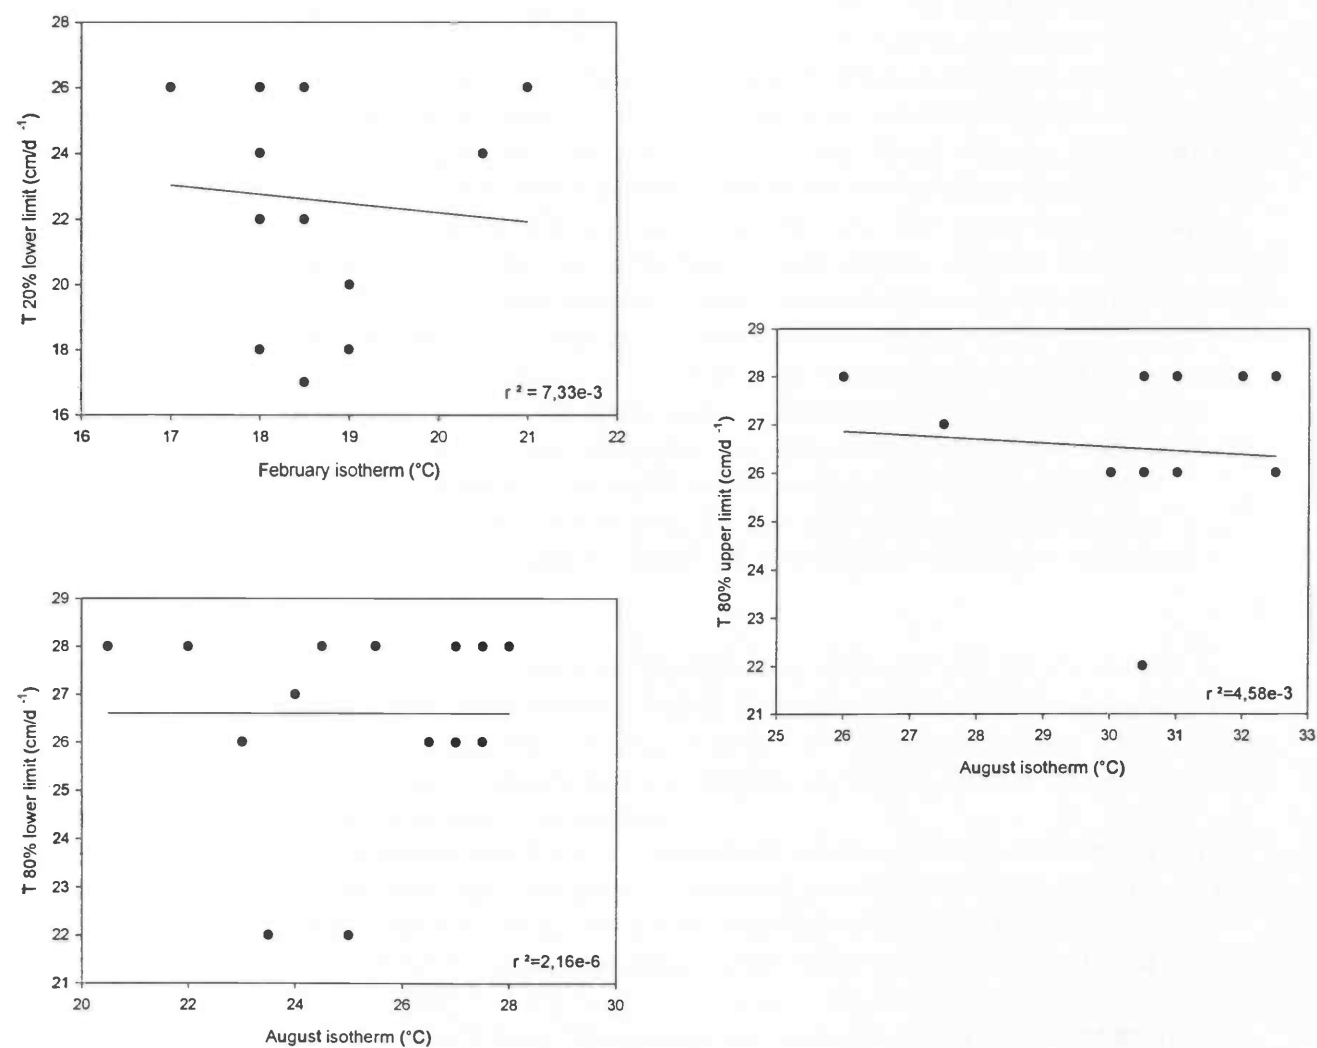 28
26
24
22
20
18
16
T 20% lower limit (cm/d ⁻¹)
r ² = 7,33e-3
16 17 18 19 20 21 22
February isotherm (°C)
29
28
27
26
25
24
23
22
21
T 80% upper limit (cm/d ⁻¹)
r ²=4,58e-3
25 26 27 28 29 30 31 32 33
August isotherm (°C)
29
28
27
26
25
24
23
22
21
T 80% lower limit (cm/d ⁻¹)
r ²=2,16e-6
20 22 24 26 28 30
August isotherm (°C)